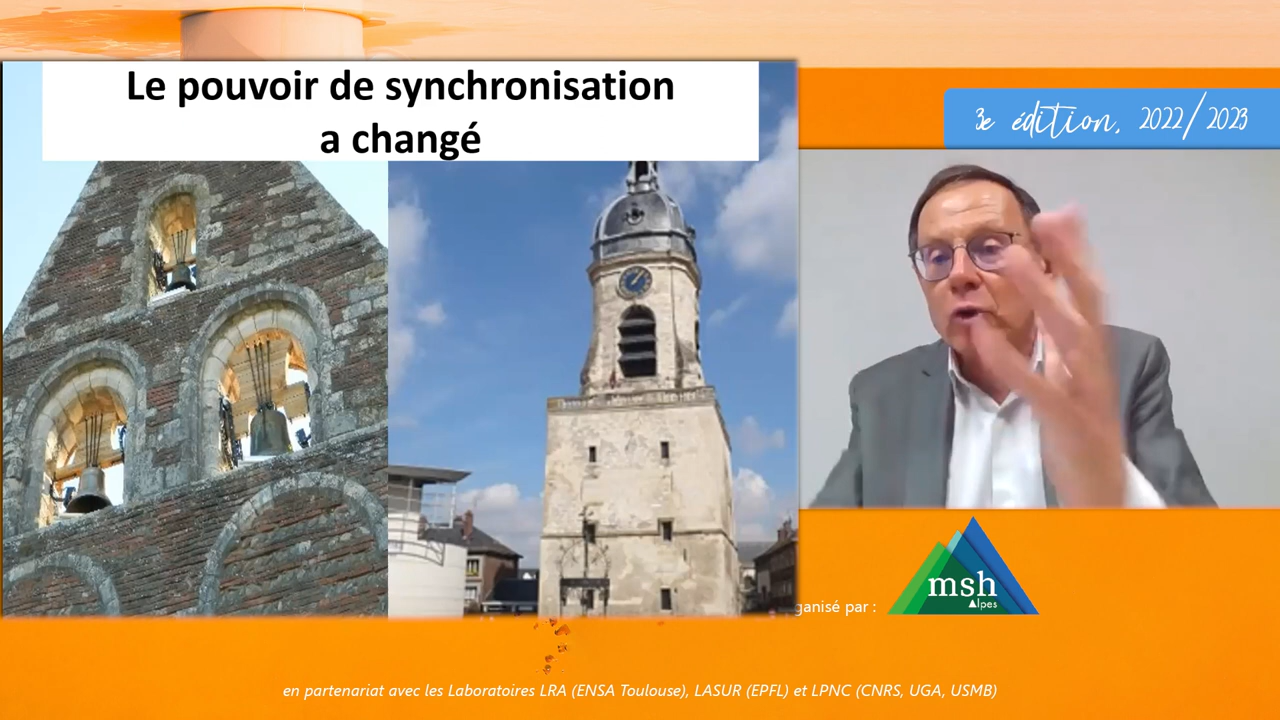 Le pouvoir de synchronisation
a changé
3e édition, 2022/2023
ganisé par :
msh
Alpes
en partenariat avec les Laboratoires LRA (ENSA Toulouse), LASUR (EPFL) et LPNC (CNRS, UGA, USMB)